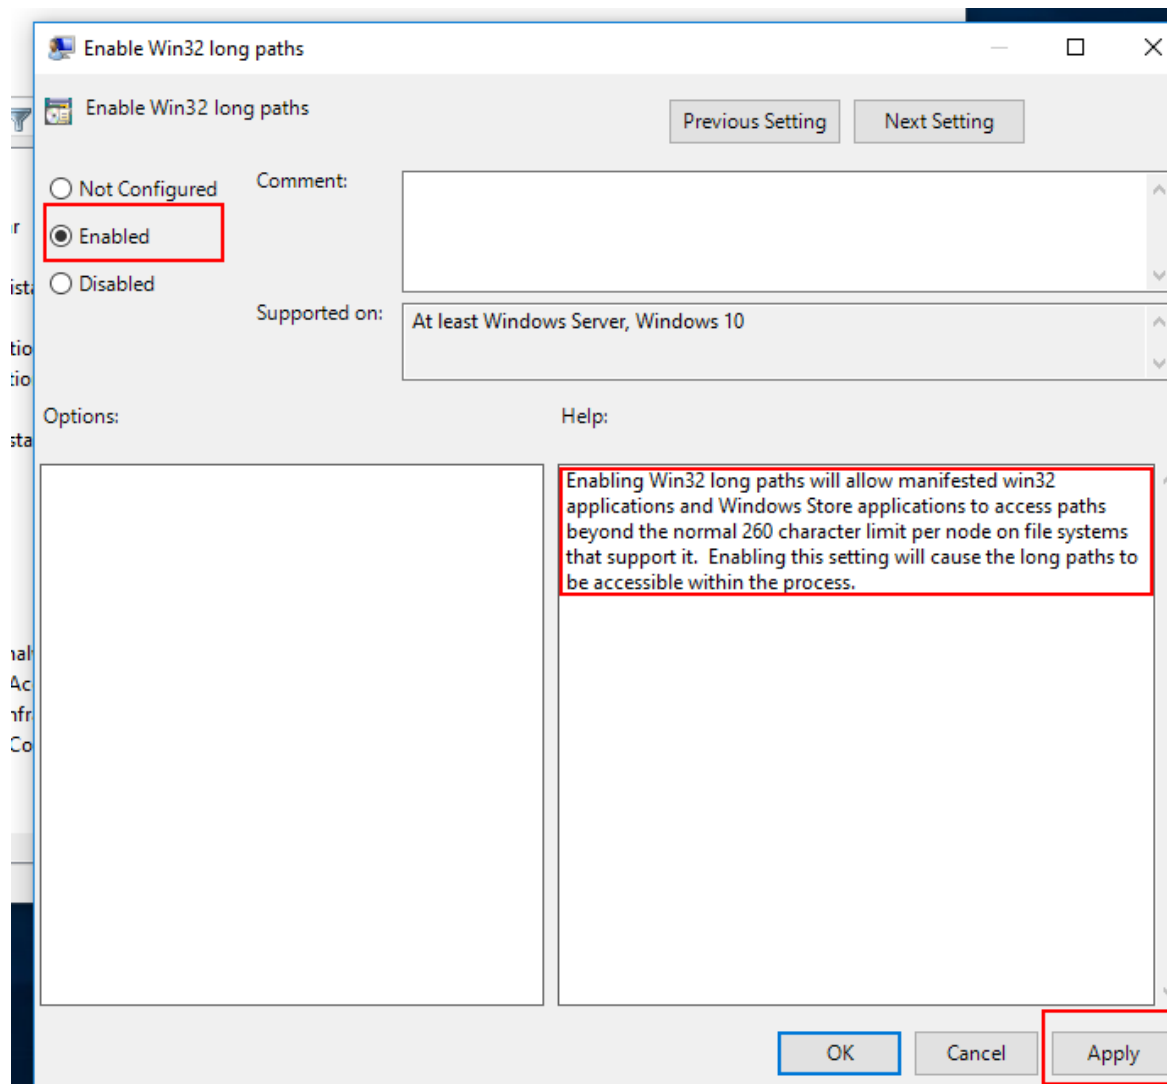 Enable Win32 long paths
Enable Win32 long paths
Previous Setting
Next Setting
Not Configured
Comment:
Enabled
Disabled
Supported on:
At least Windows Server, Windows 10
Options:
Help:
Enabling Win32 long paths will allow manifested win32
applications and Windows Store applications to access paths
beyond the normal 260 character limit per node on file systems
that support it.  Enabling this setting will cause the long paths to
be accessible within the process.
OK
Cancel
Apply